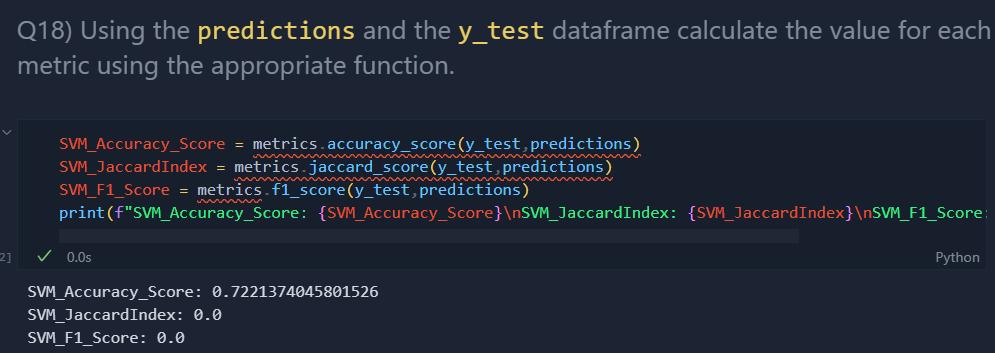 Q18) Using the predictions and the y_test dataframe calculate the value for each
metric using the appropriate function.
SVM_Accuracy_Score = metrics.accuracy_score(y_test,predictions)
SVM_JaccardIndex = metrics.jaccard_score(y_test,predictions)
SVM_F1_Score = metrics.f1_score(y_test,predictions)
print(f"SVM_Accuracy_Score: {SVM_Accuracy_Score}\nSVM_JaccardIndex: {SVM_JaccardIndex}\nSVM_F1_Score:
2]
0.0s
Python
SVM_Accuracy_Score: 0.7221374045801526
SVM_JaccardIndex: 0.0
SVM_F1_Score: 0.0